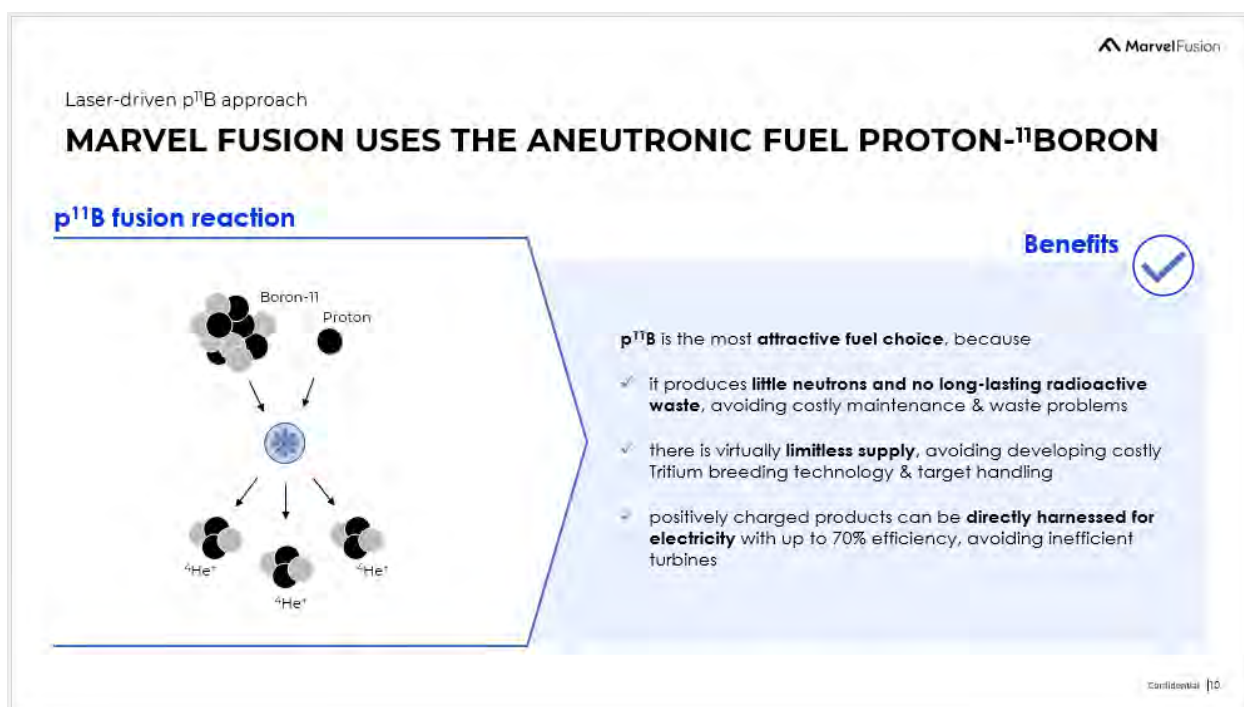 MarvelFusion
Laser-driven p¹¹B approach
MARVEL FUSION USES THE ANEUTRONIC FUEL PROTON-¹¹BORON
p¹¹B fusion reaction
Boron-11
Proton
⁴He⁺
⁴He⁺
⁴He⁺
Benefits
p¹¹B is the most attractive fuel choice, because
✓ it produces little neutrons and no long-lasting radioactive
waste, avoiding costly maintenance & waste problems
✓ there is virtually limitless supply, avoiding developing costly
Tritium breeding technology & target handling
✓ positively charged products can be directly harnessed for
electricity with up to 70% efficiency, avoiding inefficient
turbines
Confidential |10